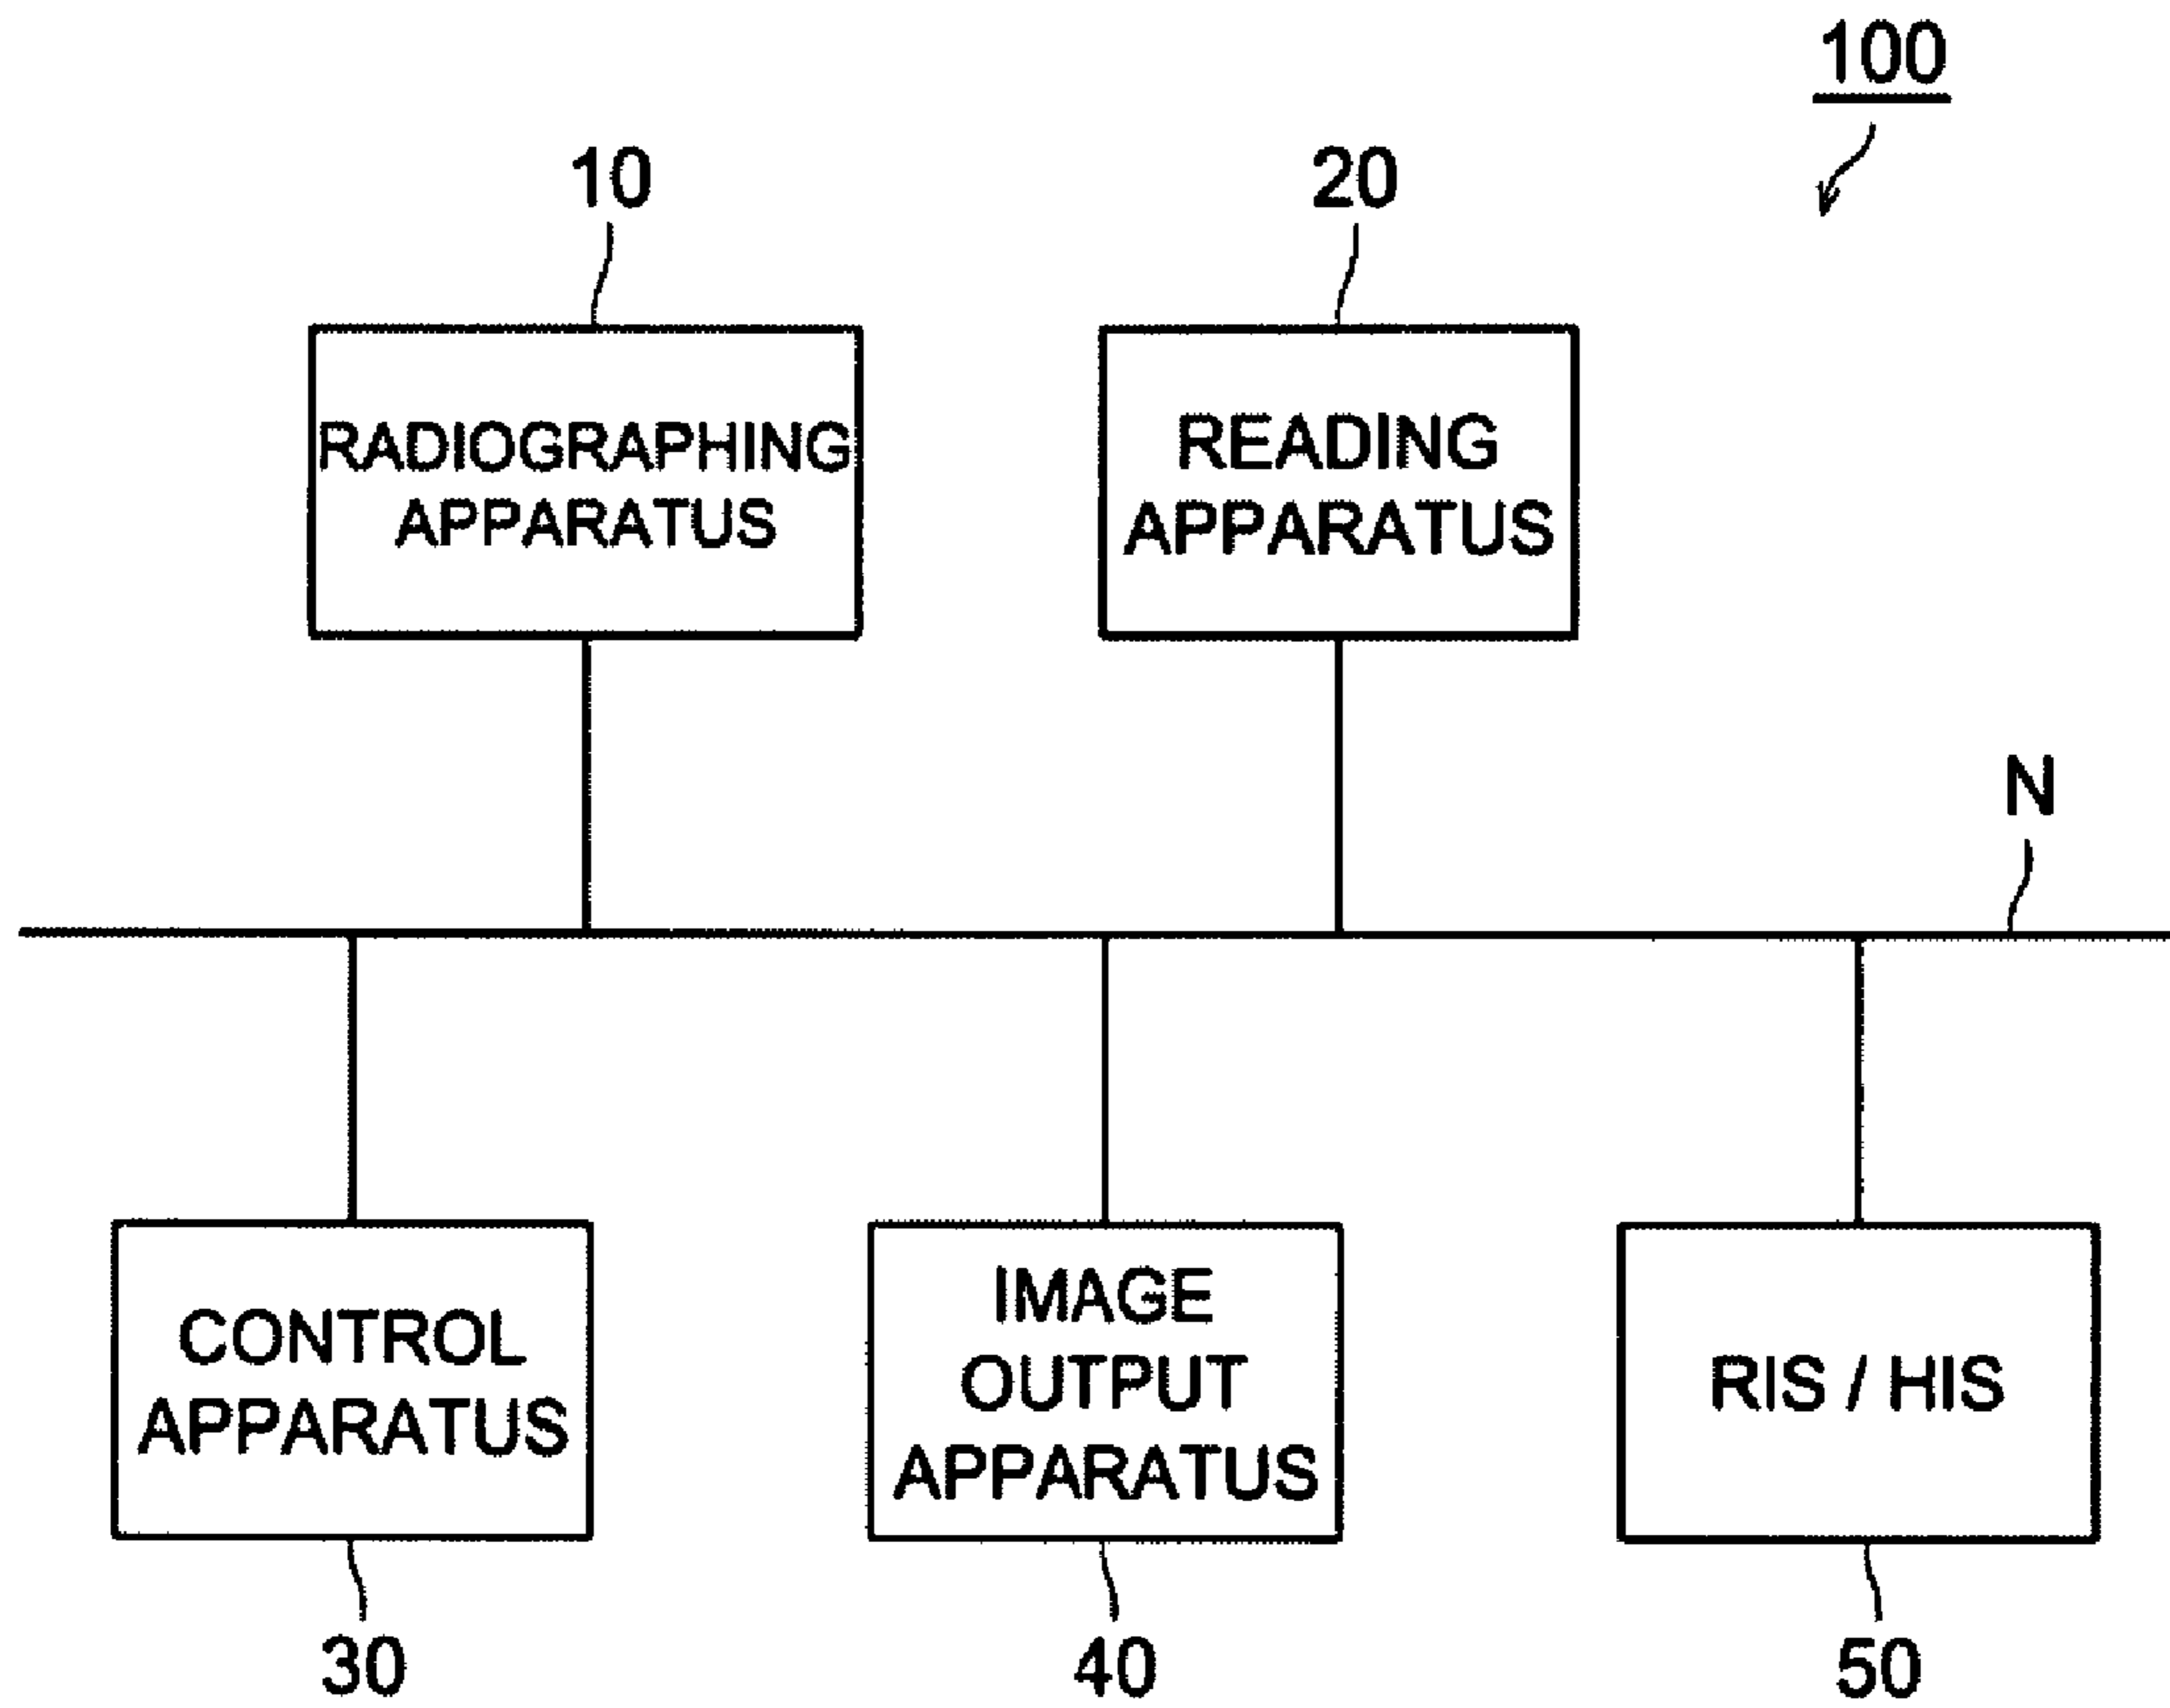 100
10
20
RADIOGRAPHING
APPARATUS
READING
APPARATUS
N
CONTROL
APPARATUS
IMAGE
OUTPUT
APPARATUS
RIS / HIS
30
40
50